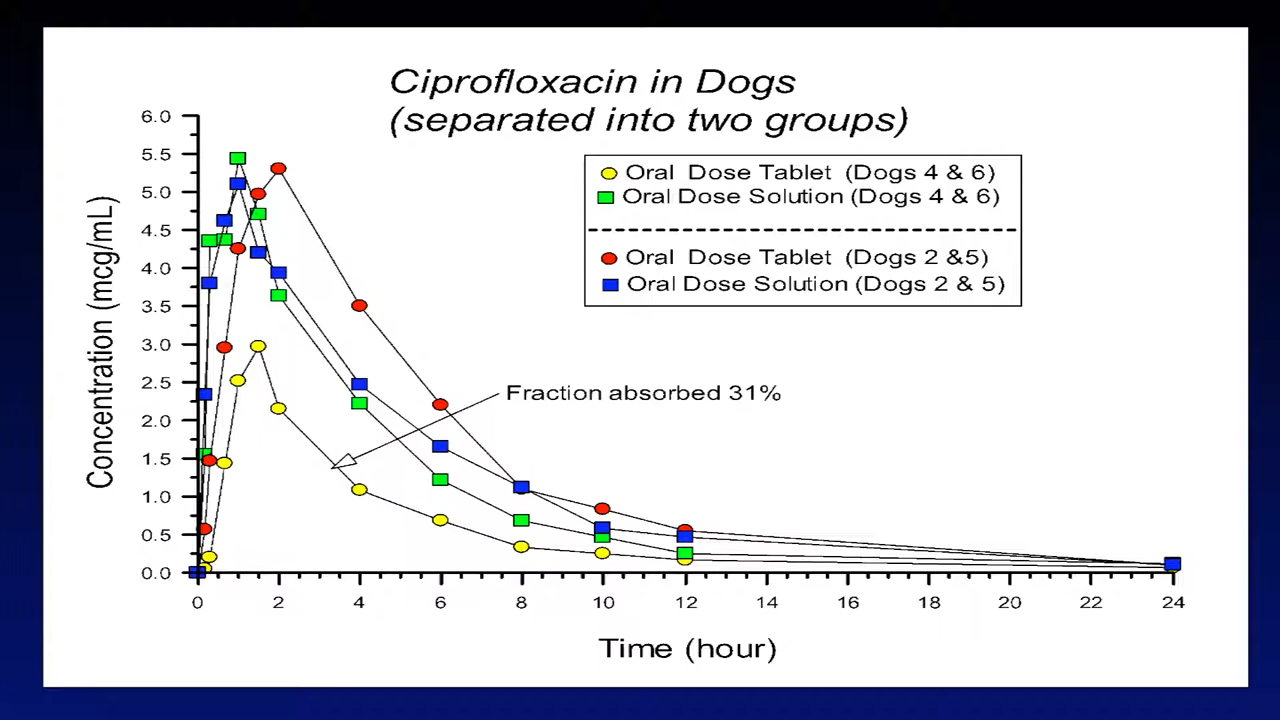 Ciprofloxacin in Dogs
(separated into two groups)
6.0
5.5
5.0
4.5
4.0
3.5
3.0
2.5
2.0
1.5
1.0
0.5
0.0
Concentration (mcg/mL)
Oral Dose Tablet (Dogs 4 & 6)
Oral Dose Solution (Dogs 4 & 6)
Oral Dose Tablet (Dogs 2 &5)
Oral Dose Solution (Dogs 2 & 5)
Fraction absorbed 31%
0 2 4 6 8 10 12 14 16 18 20 22 24
Time (hour)